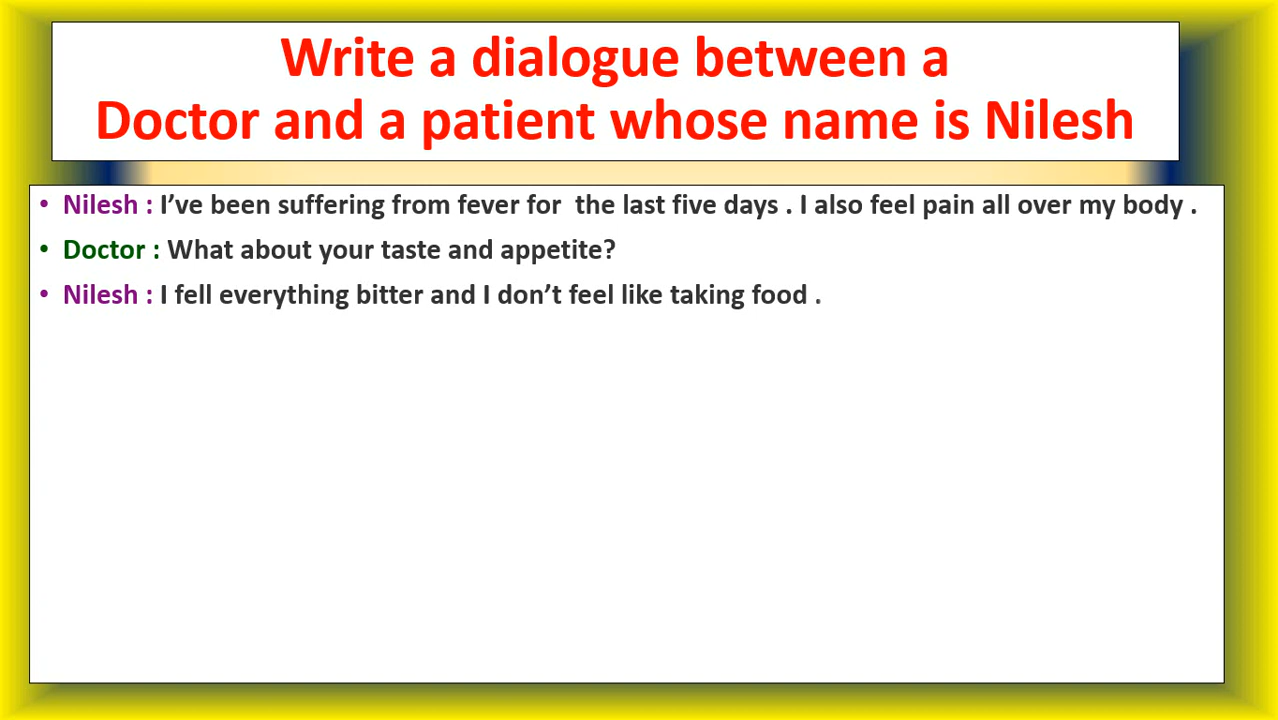 Write a dialogue between a
Doctor and a patient whose name is Nilesh
• Nilesh : I’ve been suffering from fever for  the last five days . I also feel pain all over my body .
• Doctor : What about your taste and appetite?
• Nilesh : I fell everything bitter and I don’t feel like taking food .